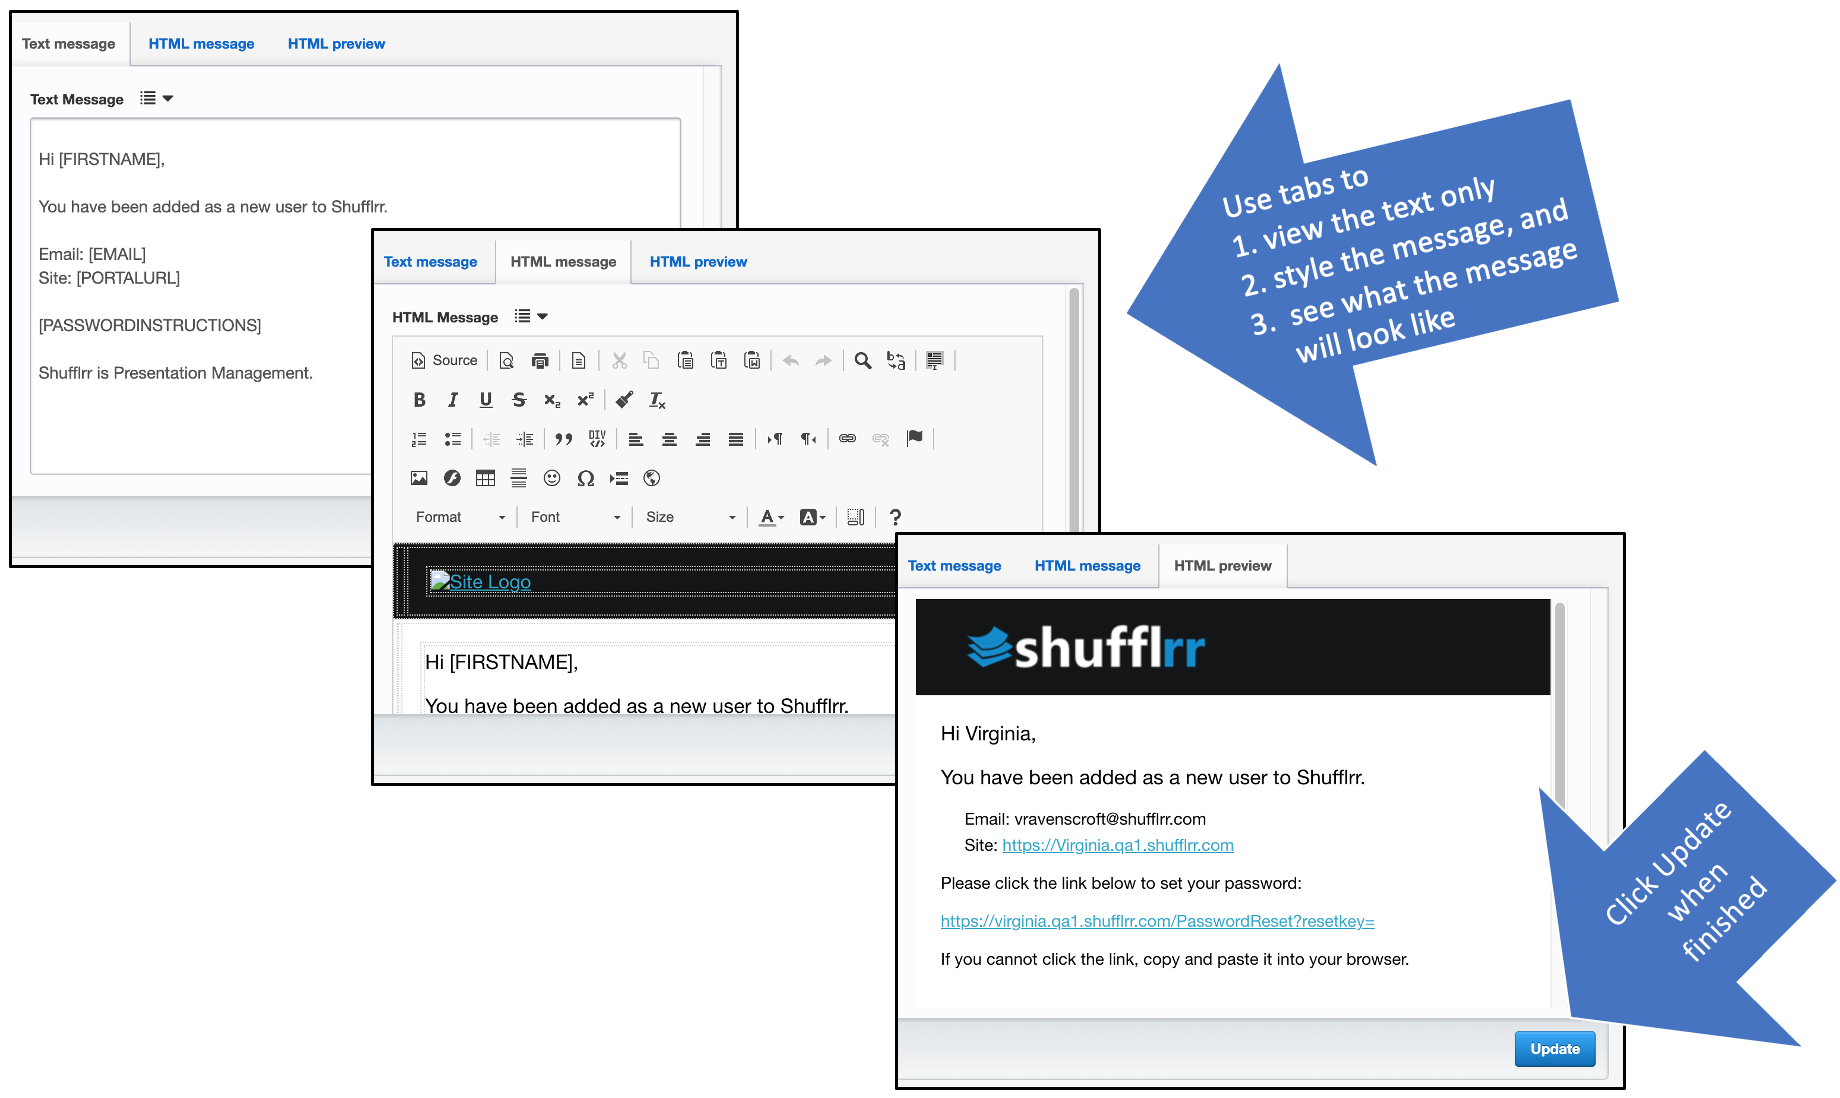 Text message HTML message HTML preview
Text Message
Hi [FIRSTNAME],
You have been added as a new user to Shufflrr.
Email: [EMAIL]
Site: [PORTALURL]
[PASSWORDINSTRUCTIONS]
Shufflrr is Presentation Management.
Text message HTML message HTML preview
HTML Message
Source
Format Font Size
Site Logo
Hi [FIRSTNAME],
You have been added as a new user to Shufflrr.
Text message HTML message HTML preview
shufflrr
Hi Virginia,
You have been added as a new user to Shufflrr.
Email: vravenscroft@shufflrr.com
Site: https://Virginia.qa1.shufflrr.com
Please click the link below to set your password:
https://virginia.qa1.shufflrr.com/PasswordReset?resetkey=
If you cannot click the link, copy and paste it into your browser.
Update
Use tabs to
1. view the text only
2. style the message, and
3. see what the message
will look like
Click Update
when
finished